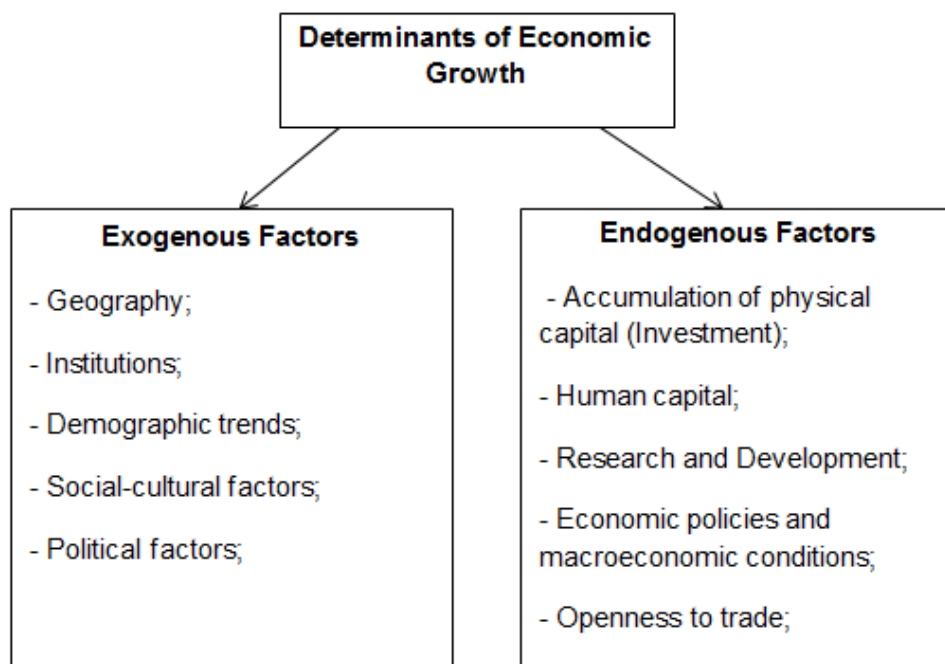 Determinants of Economic
Growth
Exogenous Factors
- Geography;
- Institutions;
- Demographic trends;
- Social-cultural factors;
- Political factors;
Endogenous Factors
- Accumulation of physical
capital (Investment);
- Human capital;
- Research and Development;
- Economic policies and
macroeconomic conditions;
- Openness to trade;